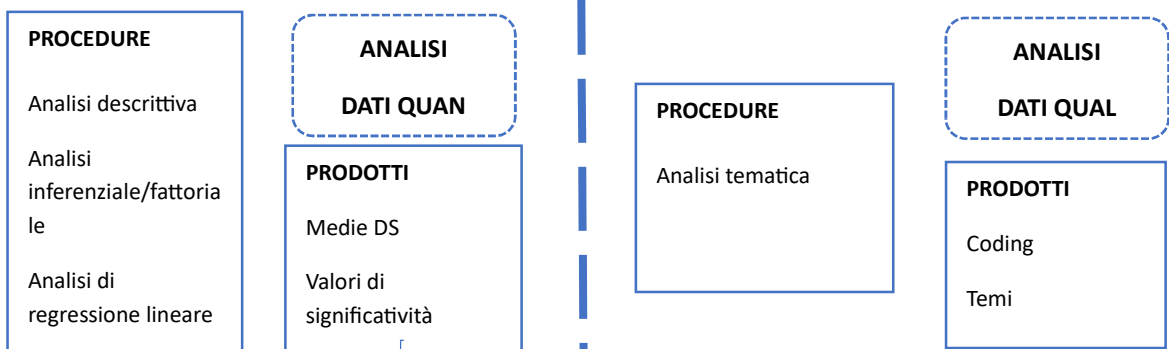 PROCEDURE
Analisi descrittiva
Analisi
inferenziale/fattoria
le
Analisi di
regressione lineare
ANALISI
DATI QUAN
PRODOTTI
Medie DS
Valori di
significatività
PROCEDURE
Analisi tematica
ANALISI
DATI QUAL
PRODOTTI
Coding
Temi